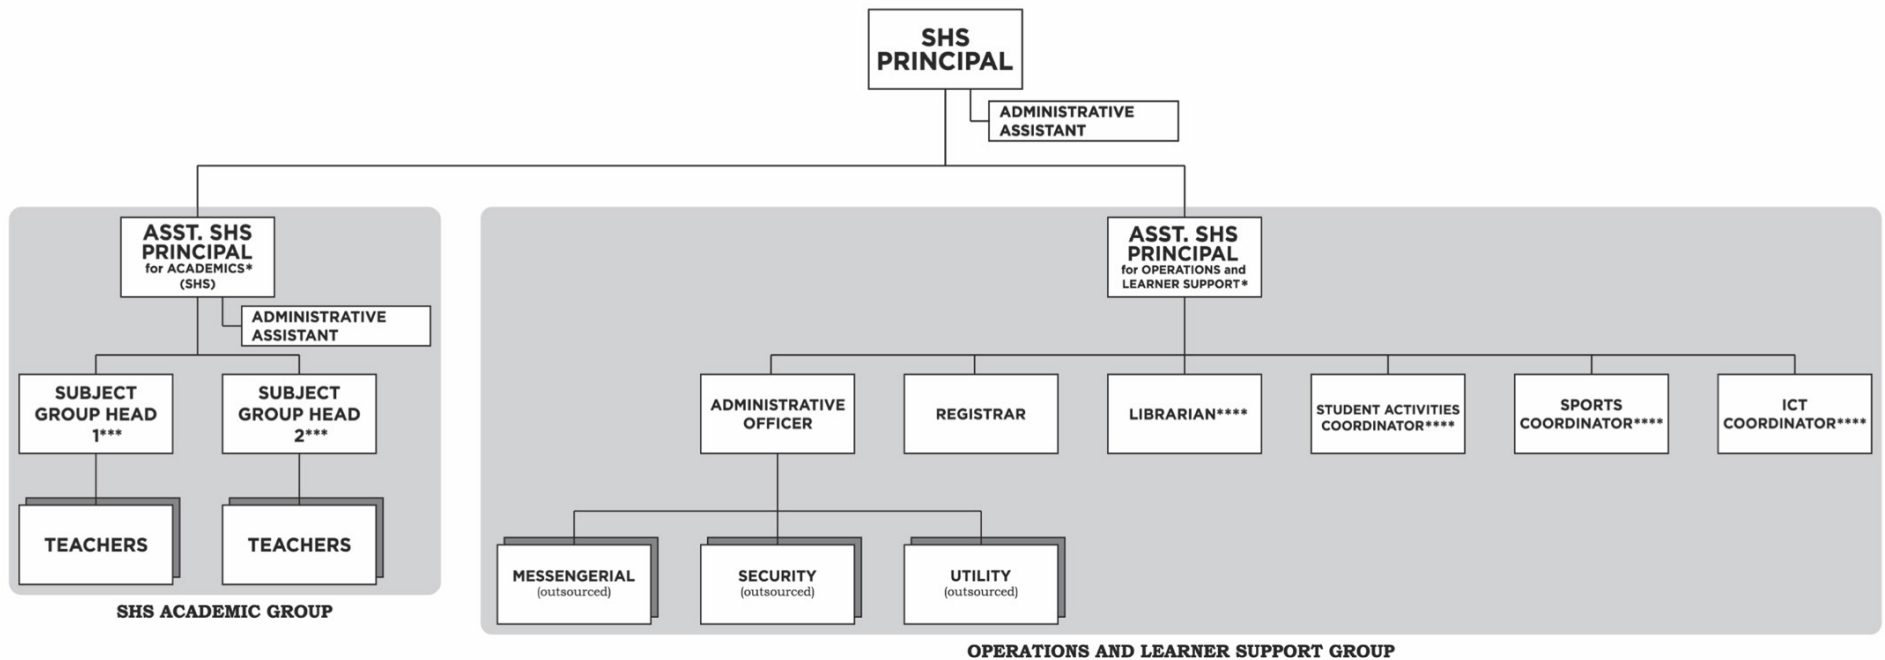 SHS
PRINCIPAL
ADMINISTRATIVE
ASSISTANT
ASST. SHS
PRINCIPAL
for ACADEMICS*
(SHS)
ADMINISTRATIVE
ASSISTANT
SUBJECT
GROUP HEAD
1***
SUBJECT
GROUP HEAD
2***
TEACHERS
TEACHERS
SHS ACADEMIC GROUP
ASST. SHS
PRINCIPAL
for OPERATIONS and
LEARNER SUPPORT*
ADMINISTRATIVE
OFFICER
REGISTRAR
LIBRARIAN****
STUDENT ACTIVITIES
COORDINATOR****
SPORTS
COORDINATOR****
ICT
COORDINATOR****
MESSENGERIAL
(outsourced)
SECURITY
(outsourced)
UTILITY
(outsourced)
OPERATIONS AND LEARNER SUPPORT GROUP